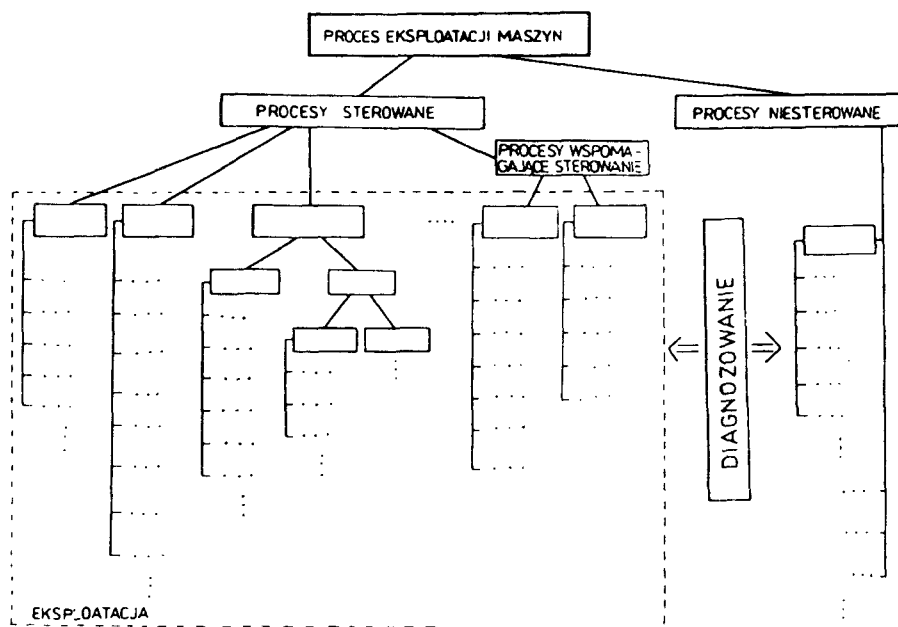 PROCES EKSPLOATACJI MASZYN
PROCESY STEROWANE
PROCESY NIESTEROWANE
PROCESY WSPOMA-
GAJĄCE STEROWANIE
DIAGNOZOWANIE
EKSPLOATACJA